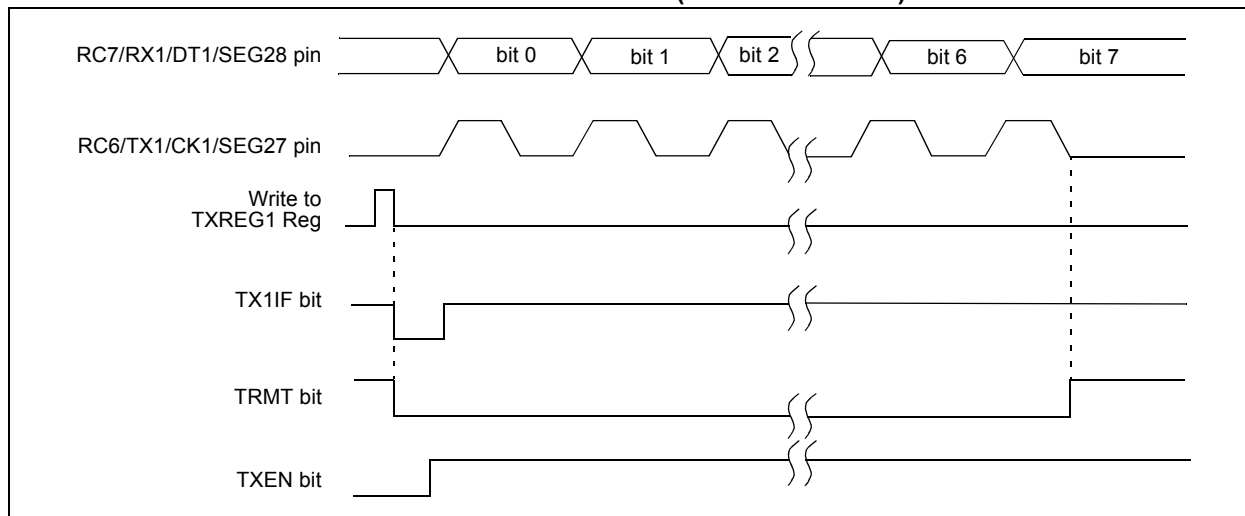 RC7/RX1/DT1/SEG28 pin
bit 0 bit 1 bit 2 bit 6 bit 7
RC6/TX1/CK1/SEG27 pin
Write to
TXREG1 Reg
TX1IF bit
TRMT bit
TXEN bit